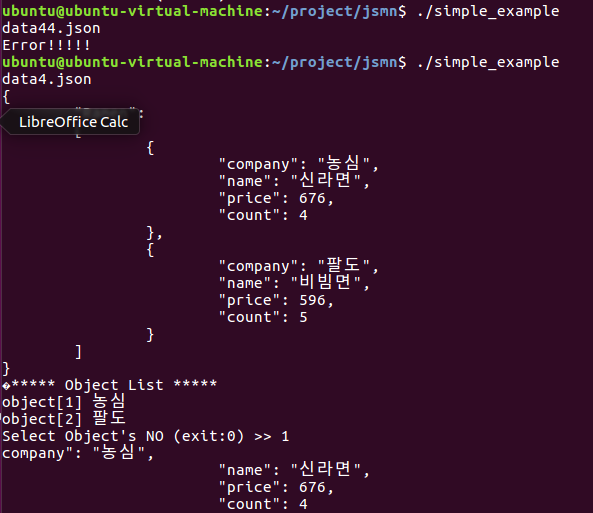 ubuntu@ubuntu-virtual-machine:~/project/jsmn$ ./simple_example
data44.json
Error!!!!!
ubuntu@ubuntu-virtual-machine:~/project/jsmn$ ./simple_example
data4.json
{
LibreOffice Calc
[
{
"company": "농심",
"name": "신라면",
"price": 676,
"count": 4
},
{
"company": "팔도",
"name": "비빔면",
"price": 596,
"count": 5
}
]
}
�***** Object List *****
object[1] 농심
object[2] 팔도
Select Object's NO (exit:0) >> 1
company": "농심",
"name": "신라면",
"price": 676,
"count": 4